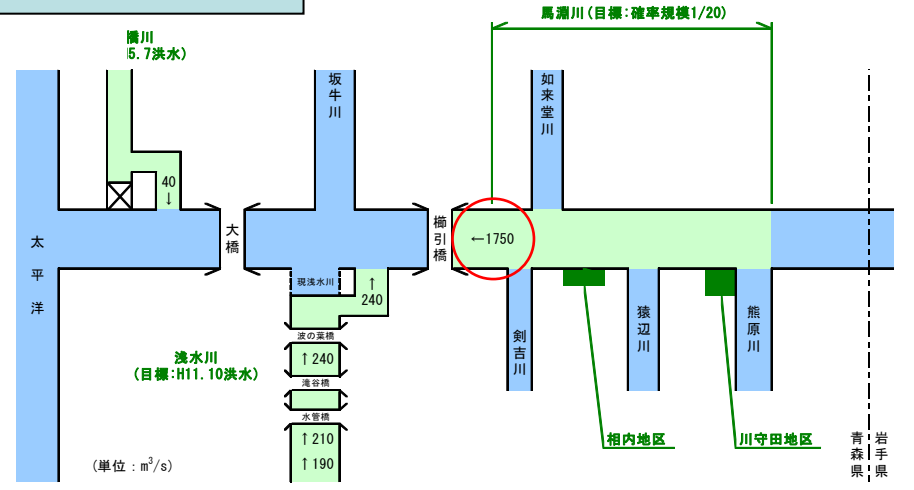 馬淵川(目標:確率規模1/20)
橋川
5.7洪水)
坂牛川
如来堂川
40
↓
太平洋
大橋
櫛引橋
←1750
現浅水川
↑
240
波の葉橋
↑240
浅水川
(目標:H11.10洪水)
滝谷橋
水管橋
↑210
↑190
剣吉川
猿辺川
熊原川
相内地区
川守田地区
青森県
岩手県
(単位:m³/s)